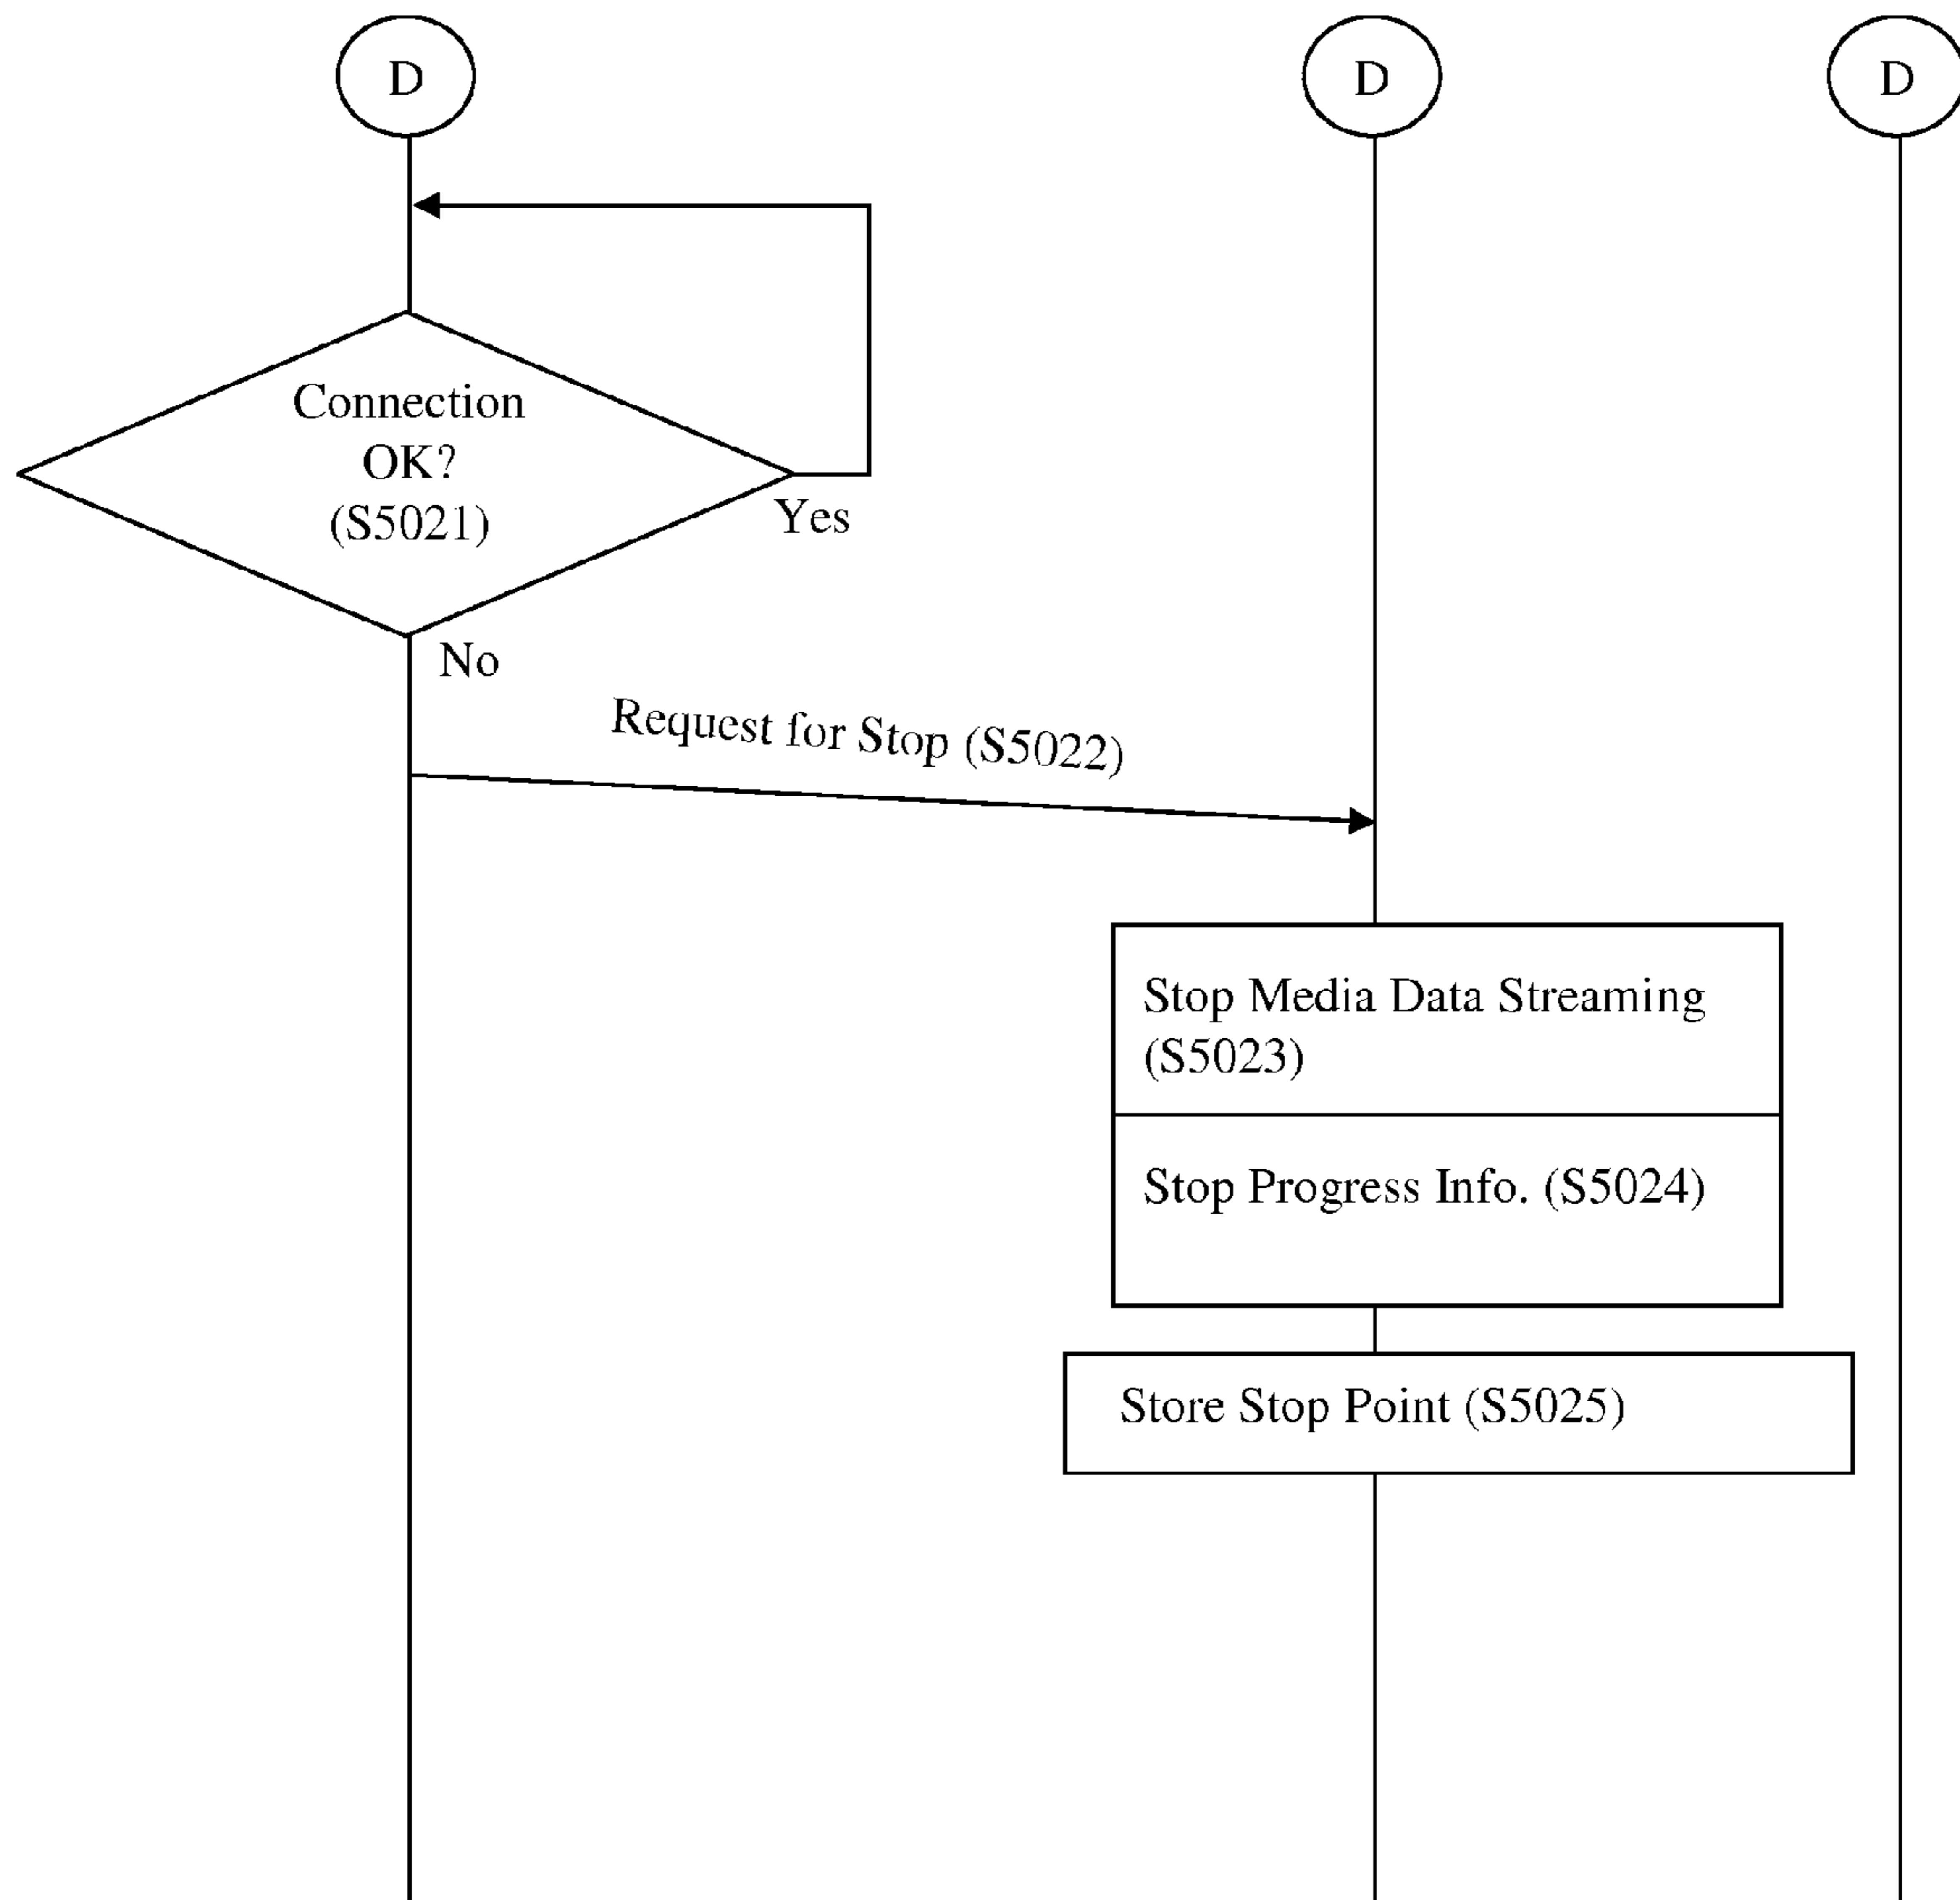 D
D
D
Connection
OK?
(S5021)
Yes
No
Request for Stop (S5022)
Stop Media Data Streaming
(S5023)
Stop Progress Info. (S5024)
Store Stop Point (S5025)